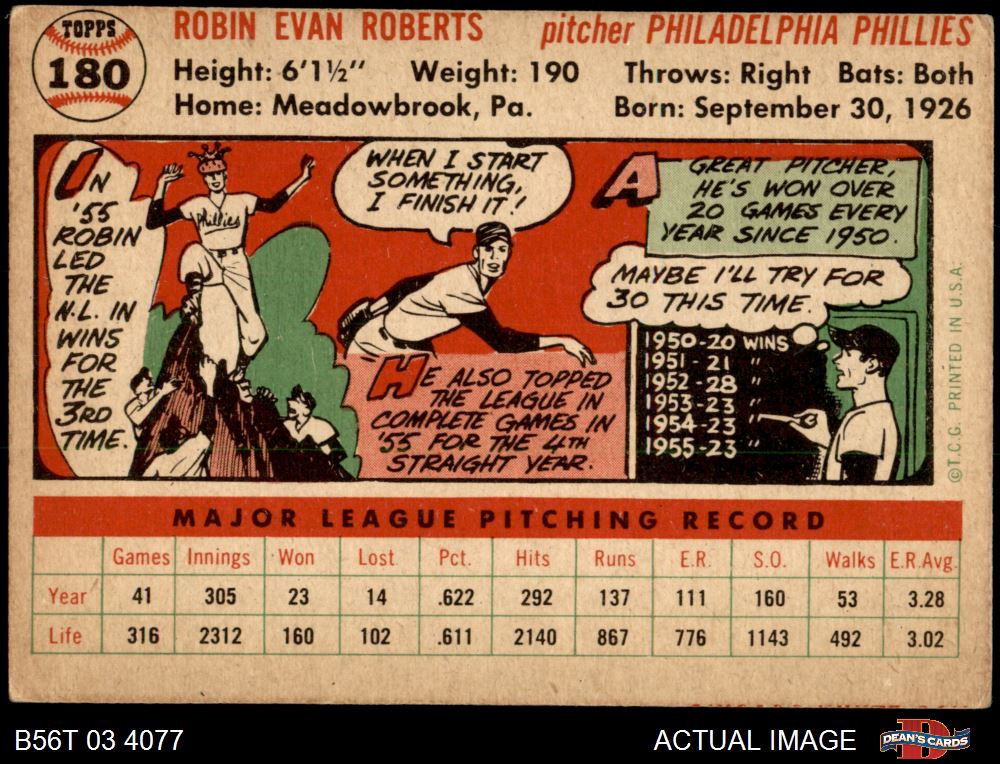 TOPPS
180
ROBIN EVAN ROBERTS pitcher PHILADELPHIA PHILLIES
Height: 6'1½" Weight: 190 Throws: Right Bats: Both
Home: Meadowbrook, Pa. Born: September 30, 1926
IN
'55
ROBIN
LED
THE
N.L. IN
WINS
FOR
THE
3RD
TIME.
Phillies
WHEN I START
SOMETHING,
I FINISH IT!
HE ALSO TOPPED
THE LEAGUE IN
COMPLETE GAMES IN
'55 FOR THE 4TH
STRAIGHT YEAR.
A GREAT PITCHER,
HE'S WON OVER
20 GAMES EVERY
YEAR SINCE 1950.
MAYBE I'LL TRY FOR
30 THIS TIME.
1950-20 WINS
1951-21 "
1952-28 "
1953-23 "
1954-23 "
1955-23 "
©T.C.G. PRINTED IN U.S.A.
MAJOR LEAGUE PITCHING RECORD
Games Innings Won Lost Pct. Hits Runs E.R. S.O. Walks E.R.Avg.
Year 41 305 23 14 .622 292 137 111 160 53 3.28
Life 316 2312 160 102 .611 2140 867 776 1143 492 3.02
B56T 03 4077 ACTUAL IMAGE DEAN'S CARDS